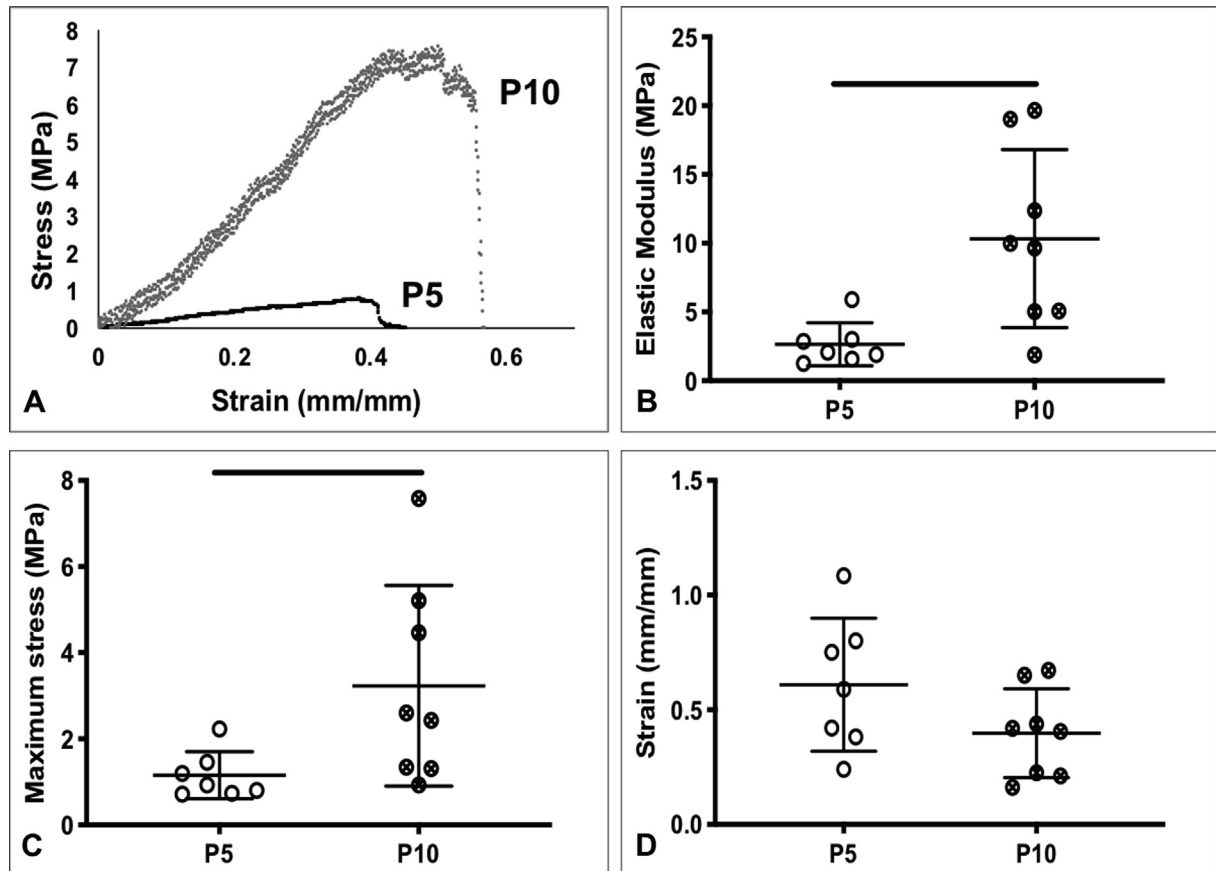 8
7
6
5
4
3
2
1
0
Stress (MPa)
P10
P5
0 0.2 0.4 0.6
Strain (mm/mm)
A
25
20
15
10
5
0
Elastic Modulus (MPa)
P5 P10
B
8
6
4
2
0
Maximum stress (MPa)
P5 P10
C
1.5
1.0
0.5
0.0
Strain (mm/mm)
P5 P10
D